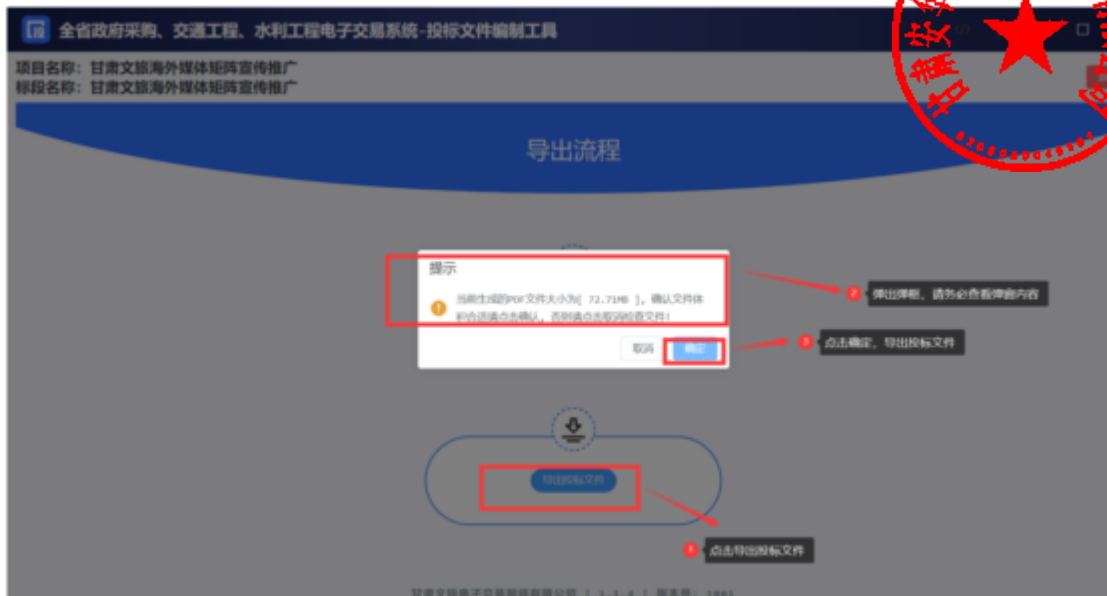 全省政府采购、交通工程、水利工程电子交易系统-投标文件编制工具
项目名称：甘肃文旅海外媒体矩阵宣传推广
标段名称：甘肃文旅海外媒体矩阵宣传推广
导出流程
提示
当前生成的PDF文件大小为[ 72.71MB ]，确认文件体
积合适请点击确认，否则请点击取消检查文件！
取消 确定
2 弹出弹框，请务必查看弹窗内容
3 点击确定，导出投标文件
导出投标文件
1 点击导出投标文件
甘肃